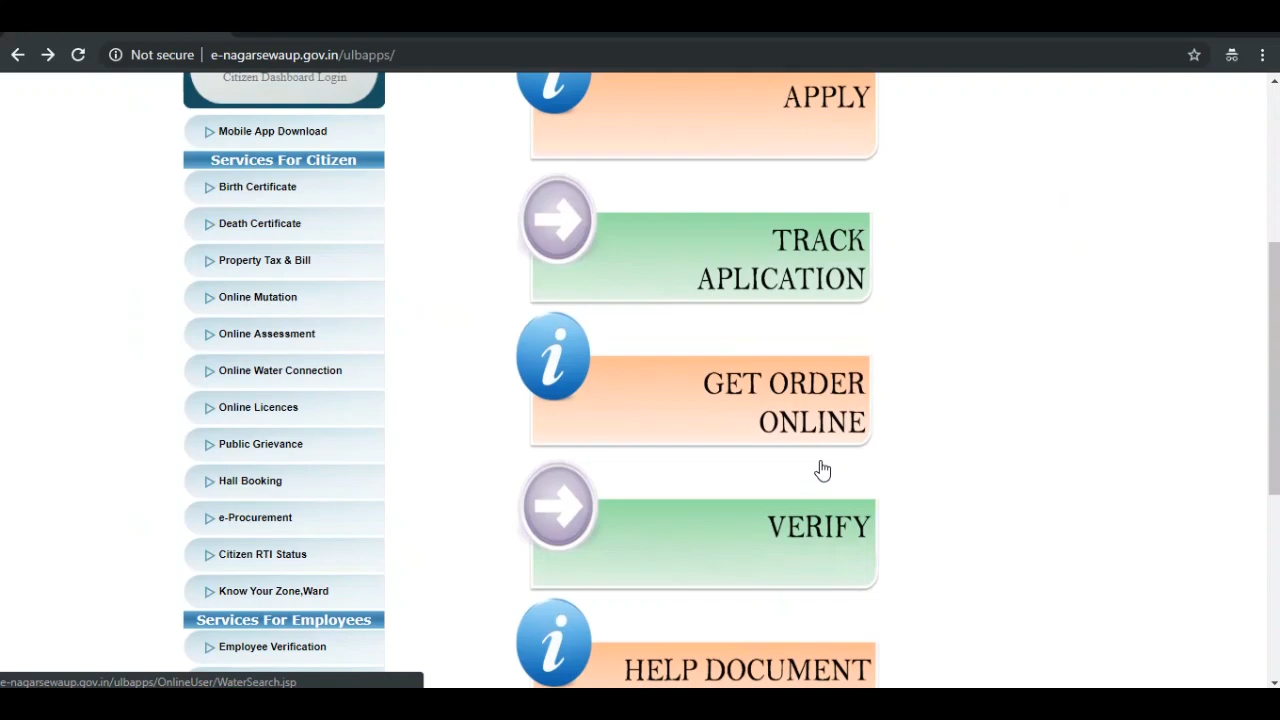 Not secure
e-nagarsewaup.gov.in/ulbapps/
Citizen Dashboard Login
Mobile App Download
Services For Citizen
Birth Certificate
Death Certificate
Property Tax & Bill
Online Mutation
Online Assessment
Online Water Connection
Online Licences
Public Grievance
Hall Booking
e-Procurement
Citizen RTI Status
Know Your Zone,Ward
Services For Employees
Employee Verification
APPLY
TRACK
APLICATION
GET ORDER
ONLINE
VERIFY
HELP DOCUMENT
e-nagarsewaup.gov.in/ulbapps/OnlineUser/WaterSearch.jsp